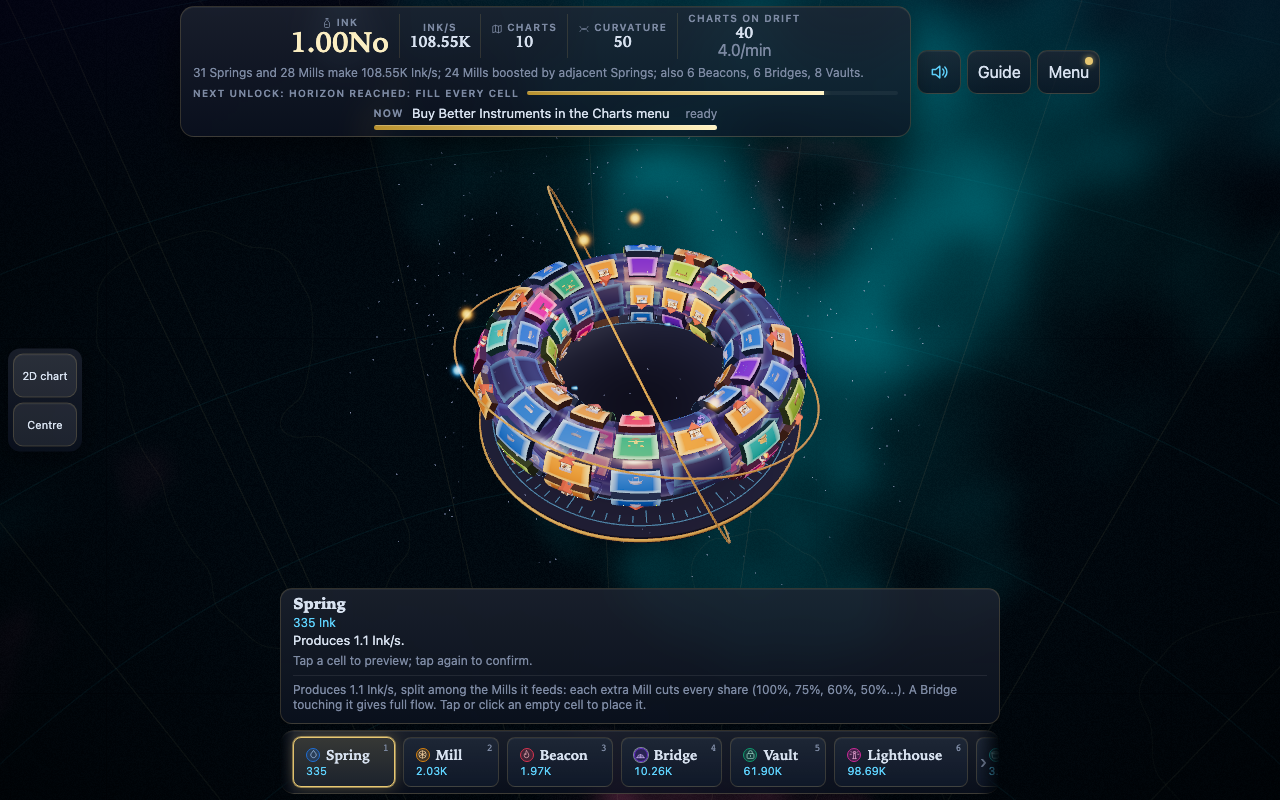 INK
1.00No
INK/S
108.55K
CHARTS
10
CURVATURE
50
CHARTS ON DRIFT
40
4.0/min
31 Springs and 28 Mills make 108.55K Ink/s; 24 Mills boosted by adjacent Springs; also 6 Beacons, 6 Bridges, 8 Vaults.
NEXT UNLOCK: HORIZON REACHED: FILL EVERY CELL
NOW Buy Better Instruments in the Charts menu ready
Guide
Menu
2D chart
Centre
Spring
335 Ink
Produces 1.1 Ink/s.
Tap a cell to preview; tap again to confirm.
Produces 1.1 Ink/s, split among the Mills it feeds: each extra Mill cuts every share (100%, 75%, 60%, 50%...). A Bridge
touching it gives full flow. Tap or click an empty cell to place it.
Spring 1
335
Mill 2
2.03K
Beacon 3
1.97K
Bridge 4
10.26K
Vault 5
61.90K
Lighthouse 6
98.69K
3.